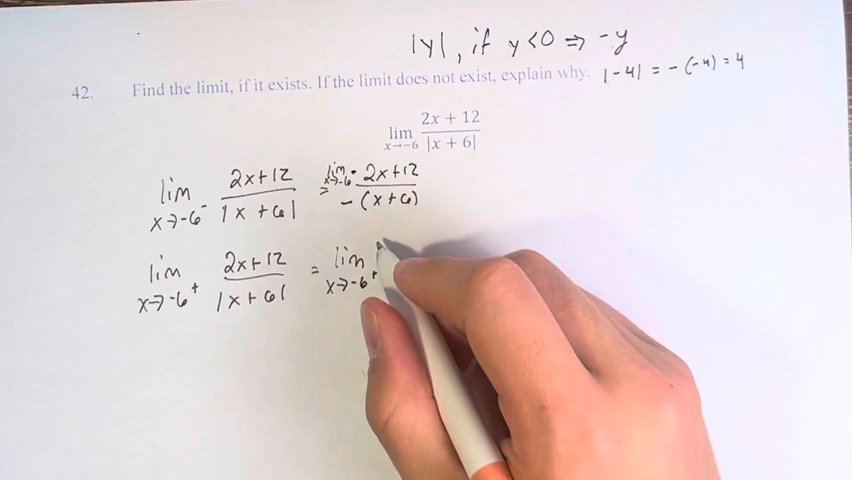 |y|, if y < 0 ⇒ -y
42. Find the limit, if it exists. If the limit does not exist, explain why. |-4| = -(-4) = 4
lim x→-6 2x + 12 / |x + 6|
lim x→-6⁻ 2x+12 / |x+6| = lim x→-6⁻ 2x+12 / -(x+6)
lim x→-6⁺ 2x+12 / |x+6| = lim x→-6⁺